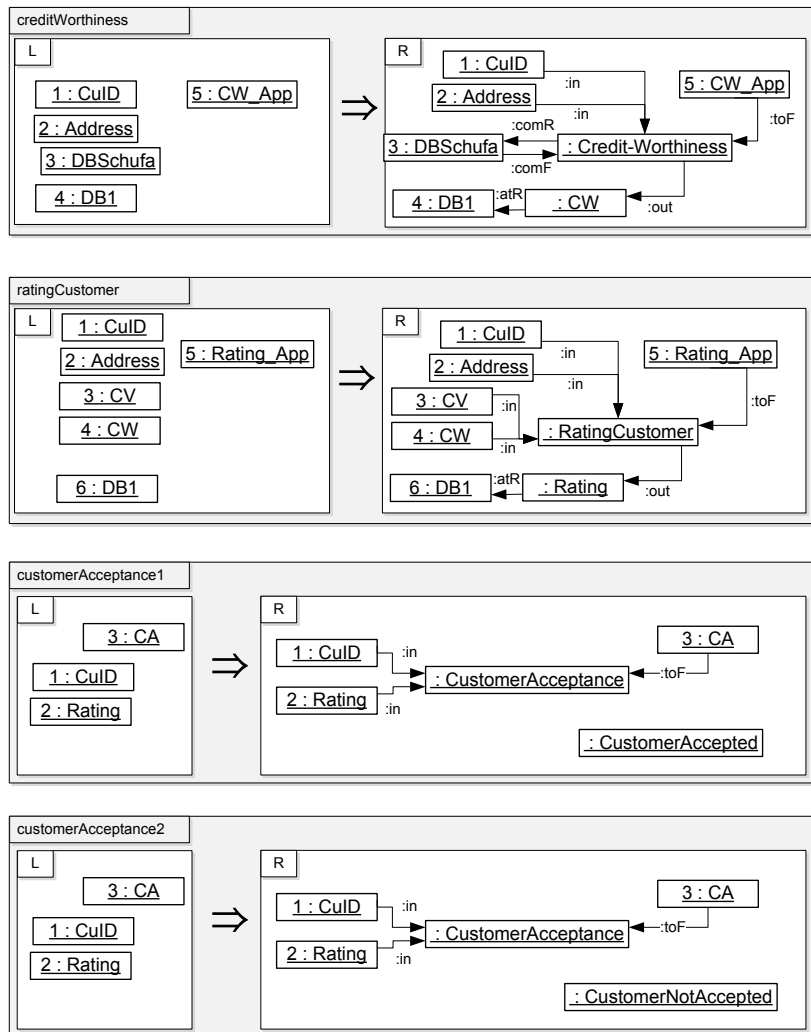 creditWorthiness
L
1 : CuID
5 : CW_App
2 : Address
3 : DBSchufa
4 : DB1
⇒
R
1 : CuID
:in
5 : CW_App
2 : Address
:in
:toF
:comR
3 : DBSchufa
: Credit-Worthiness
:comF
:atR
4 : DB1
: CW
:out
ratingCustomer
L
1 : CuID
5 : Rating_App
2 : Address
3 : CV
4 : CW
6 : DB1
⇒
R
1 : CuID
:in
5 : Rating_App
2 : Address
:in
3 : CV
:in
:toF
4 : CW
:in
: RatingCustomer
6 : DB1
:atR
: Rating
:out
customerAcceptance1
L
3 : CA
1 : CuID
2 : Rating
⇒
R
1 : CuID
:in
3 : CA
: CustomerAcceptance
:toF
2 : Rating
:in
: CustomerAccepted
customerAcceptance2
L
3 : CA
1 : CuID
2 : Rating
⇒
R
1 : CuID
:in
3 : CA
: CustomerAcceptance
:toF
2 : Rating
:in
: CustomerNotAccepted